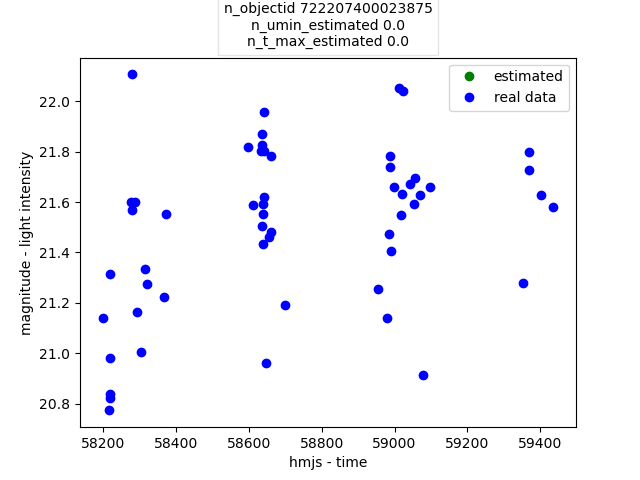 n_objectid 722207400023875
n_umin_estimated 0.0
n_t_max_estimated 0.0
estimated
real data
magnitude - light intensity
22.0
21.8
21.6
21.4
21.2
21.0
20.8
58200 58400 58600 58800 59000 59200 59400
hmjs - time